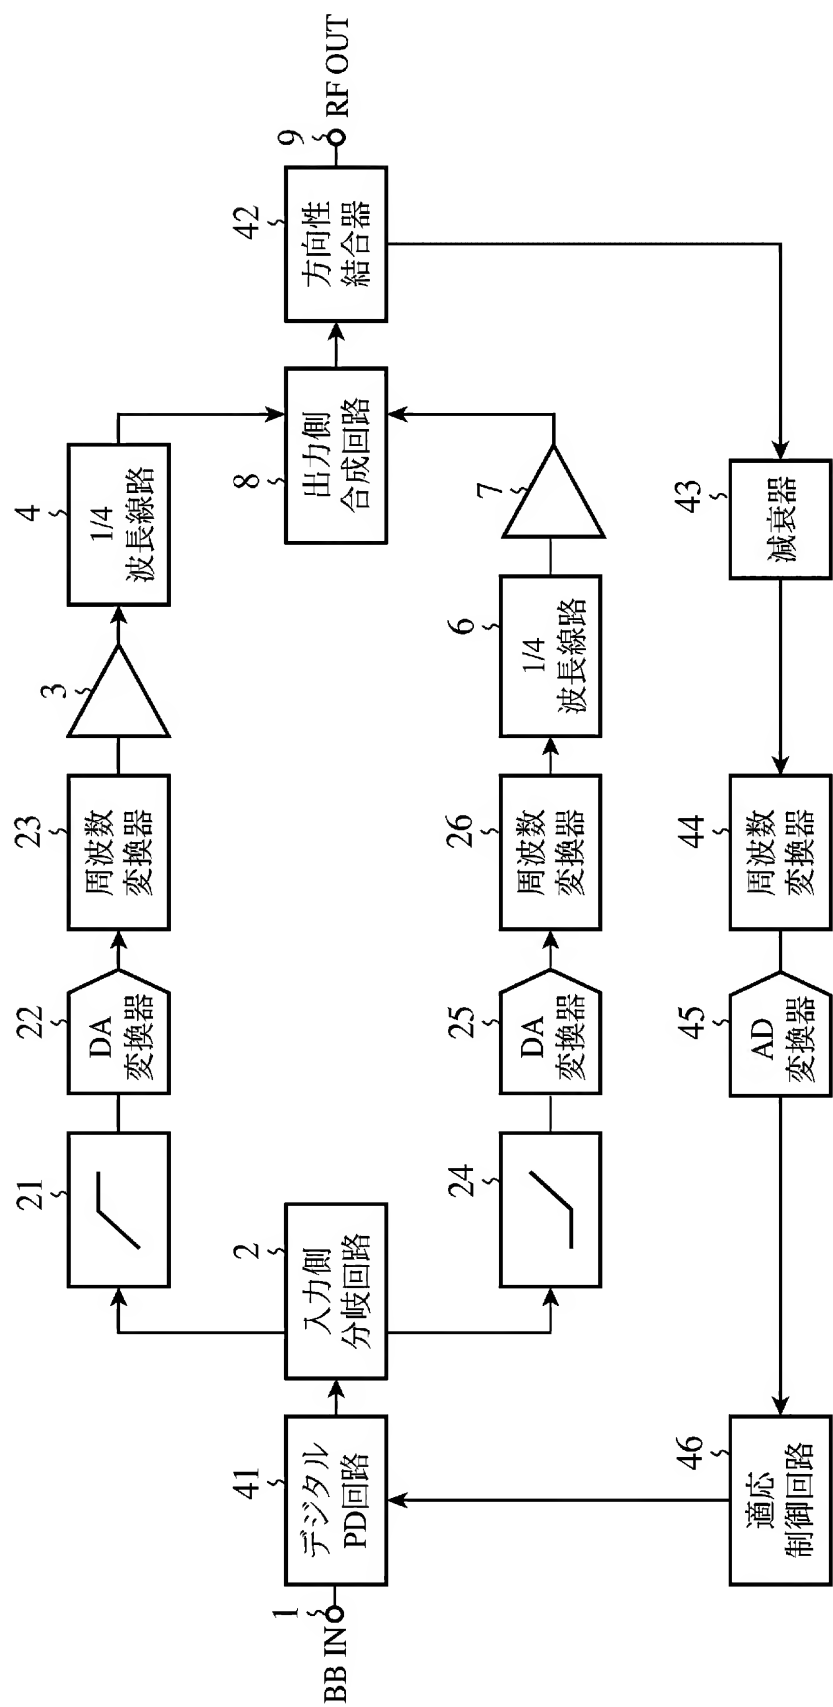 BB IN
1
41
デジタル
PD回路
2
入力側
分岐回路
21
22
DA
変換器
23
周波数
変換器
3
4
1/4
波長線路
24
25
DA
変換器
26
周波数
変換器
6
1/4
波長線路
7
8
出力側
合成回路
42
方向性
結合器
9
RF OUT
43
減衰器
44
周波数
変換器
45
AD
変換器
46
適応
制御回路